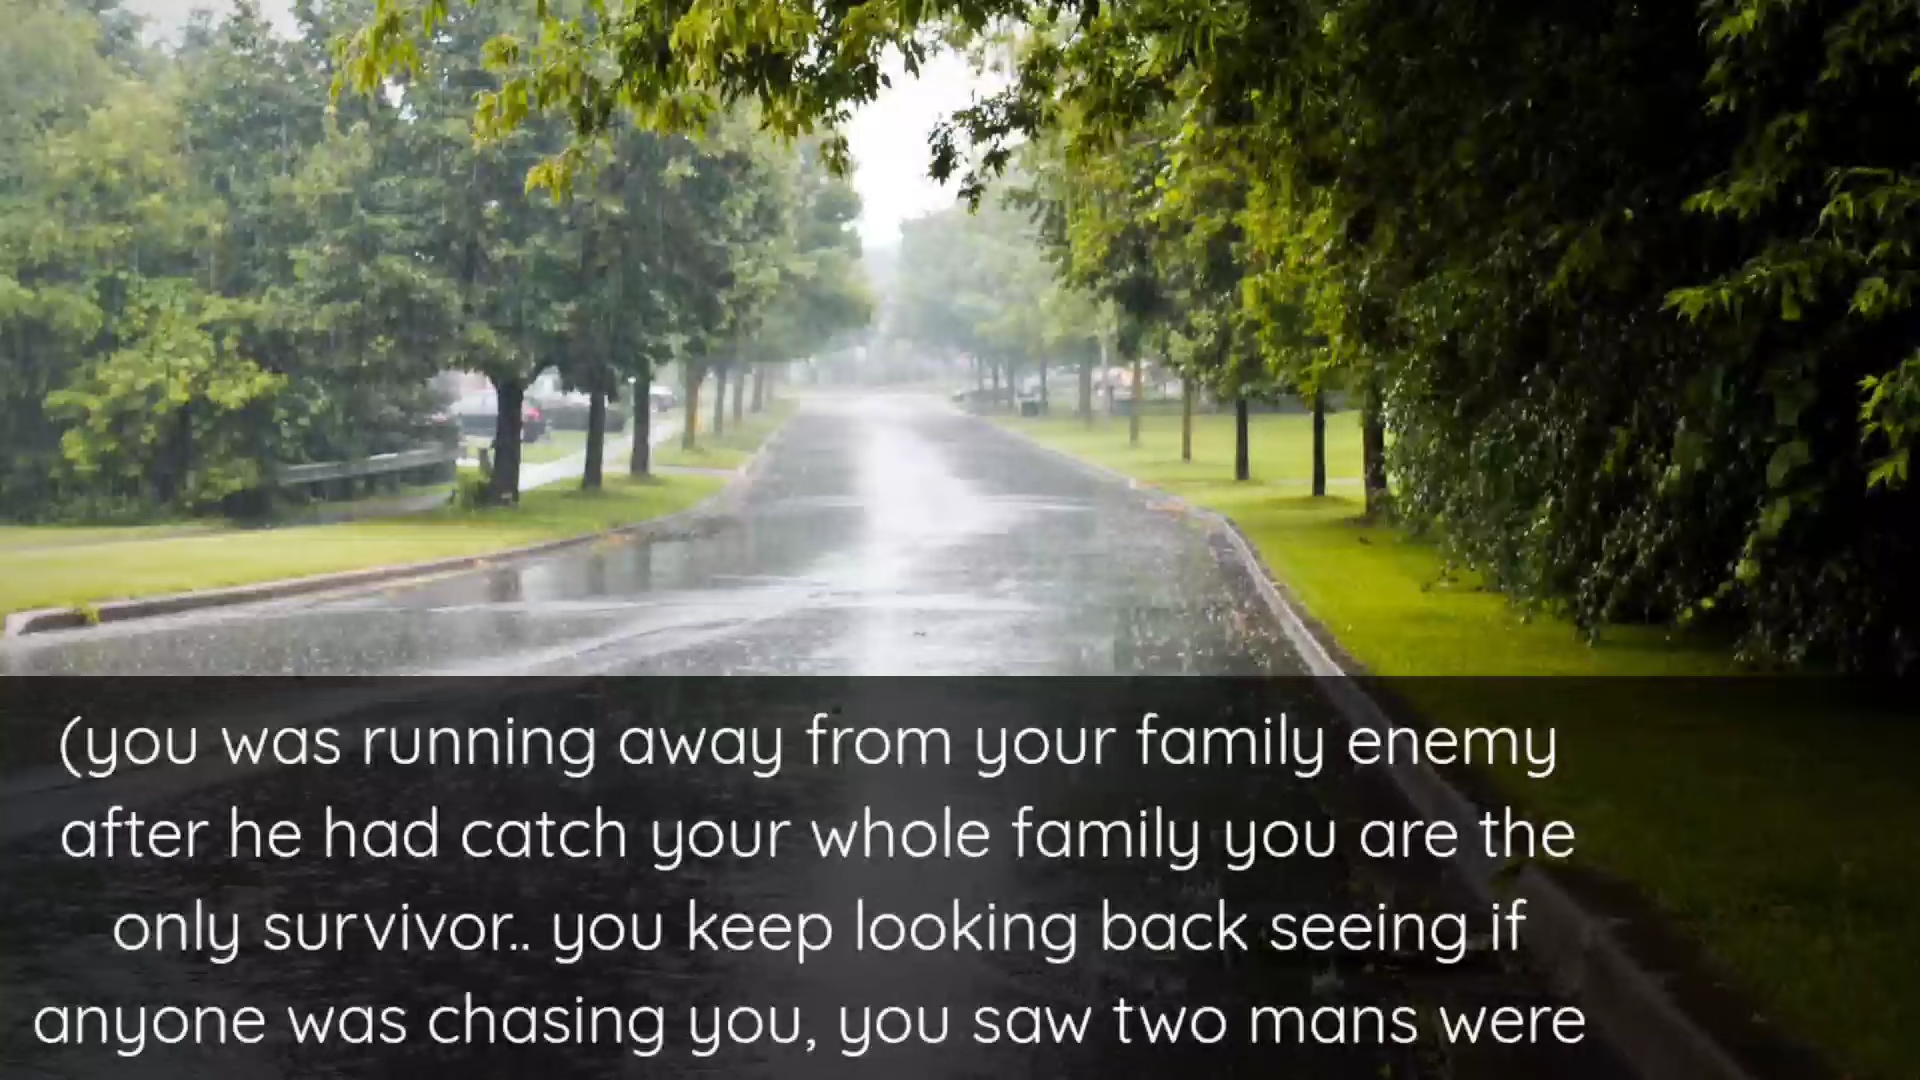 (you was running away from your family enemy
after he had catch your whole family you are the
only survivor.. you keep looking back seeing if
anyone was chasing you, you saw two mans were